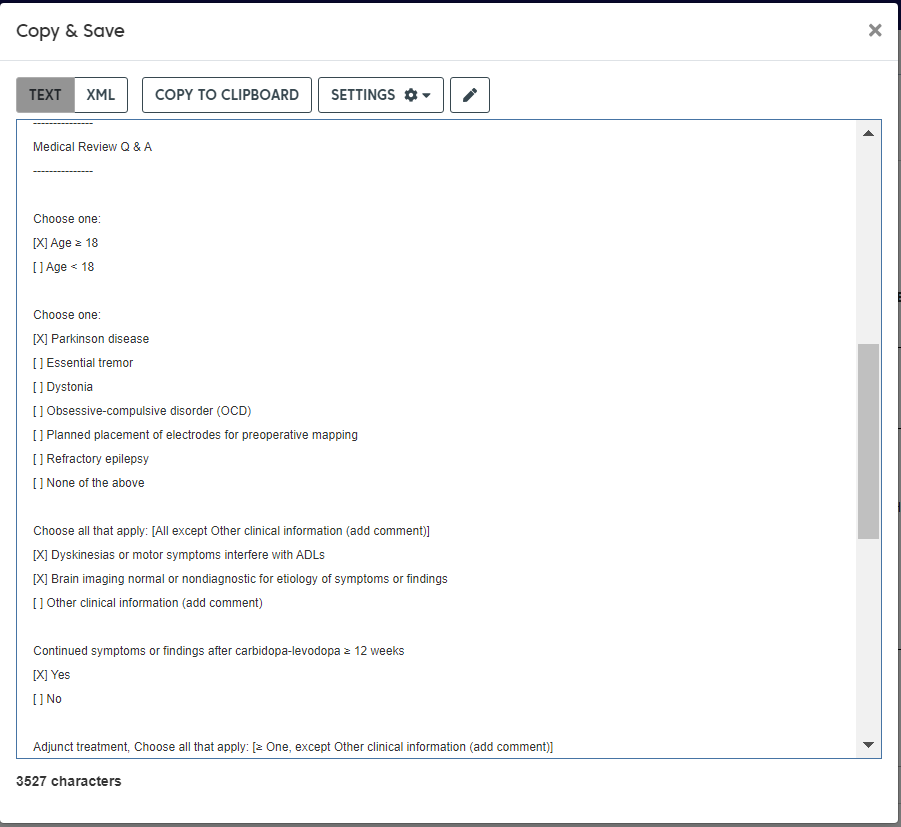 Copy & Save
×
TEXT XML COPY TO CLIPBOARD SETTINGS
---------------
Medical Review Q & A
---------------
Choose one:
[X] Age ≥ 18
[ ] Age < 18
Choose one:
[X] Parkinson disease
[ ] Essential tremor
[ ] Dystonia
[ ] Obsessive-compulsive disorder (OCD)
[ ] Planned placement of electrodes for preoperative mapping
[ ] Refractory epilepsy
[ ] None of the above
Choose all that apply: [All except Other clinical information (add comment)]
[X] Dyskinesias or motor symptoms interfere with ADLs
[X] Brain imaging normal or nondiagnostic for etiology of symptoms or findings
[ ] Other clinical information (add comment)
Continued symptoms or findings after carbidopa-levodopa ≥ 12 weeks
[X] Yes
[ ] No
Adjunct treatment, Choose all that apply: [≥ One, except Other clinical information (add comment)]
3527 characters